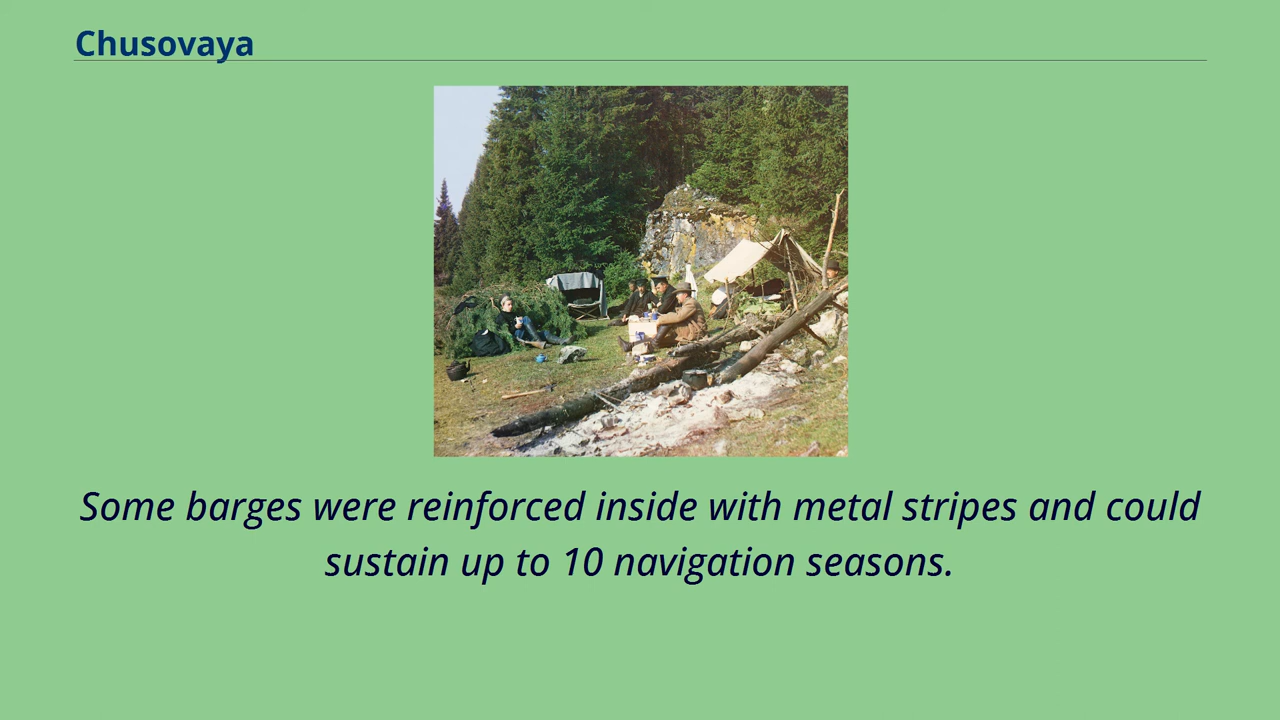 Chusovaya
Some barges were reinforced inside with metal stripes and could
sustain up to 10 navigation seasons.